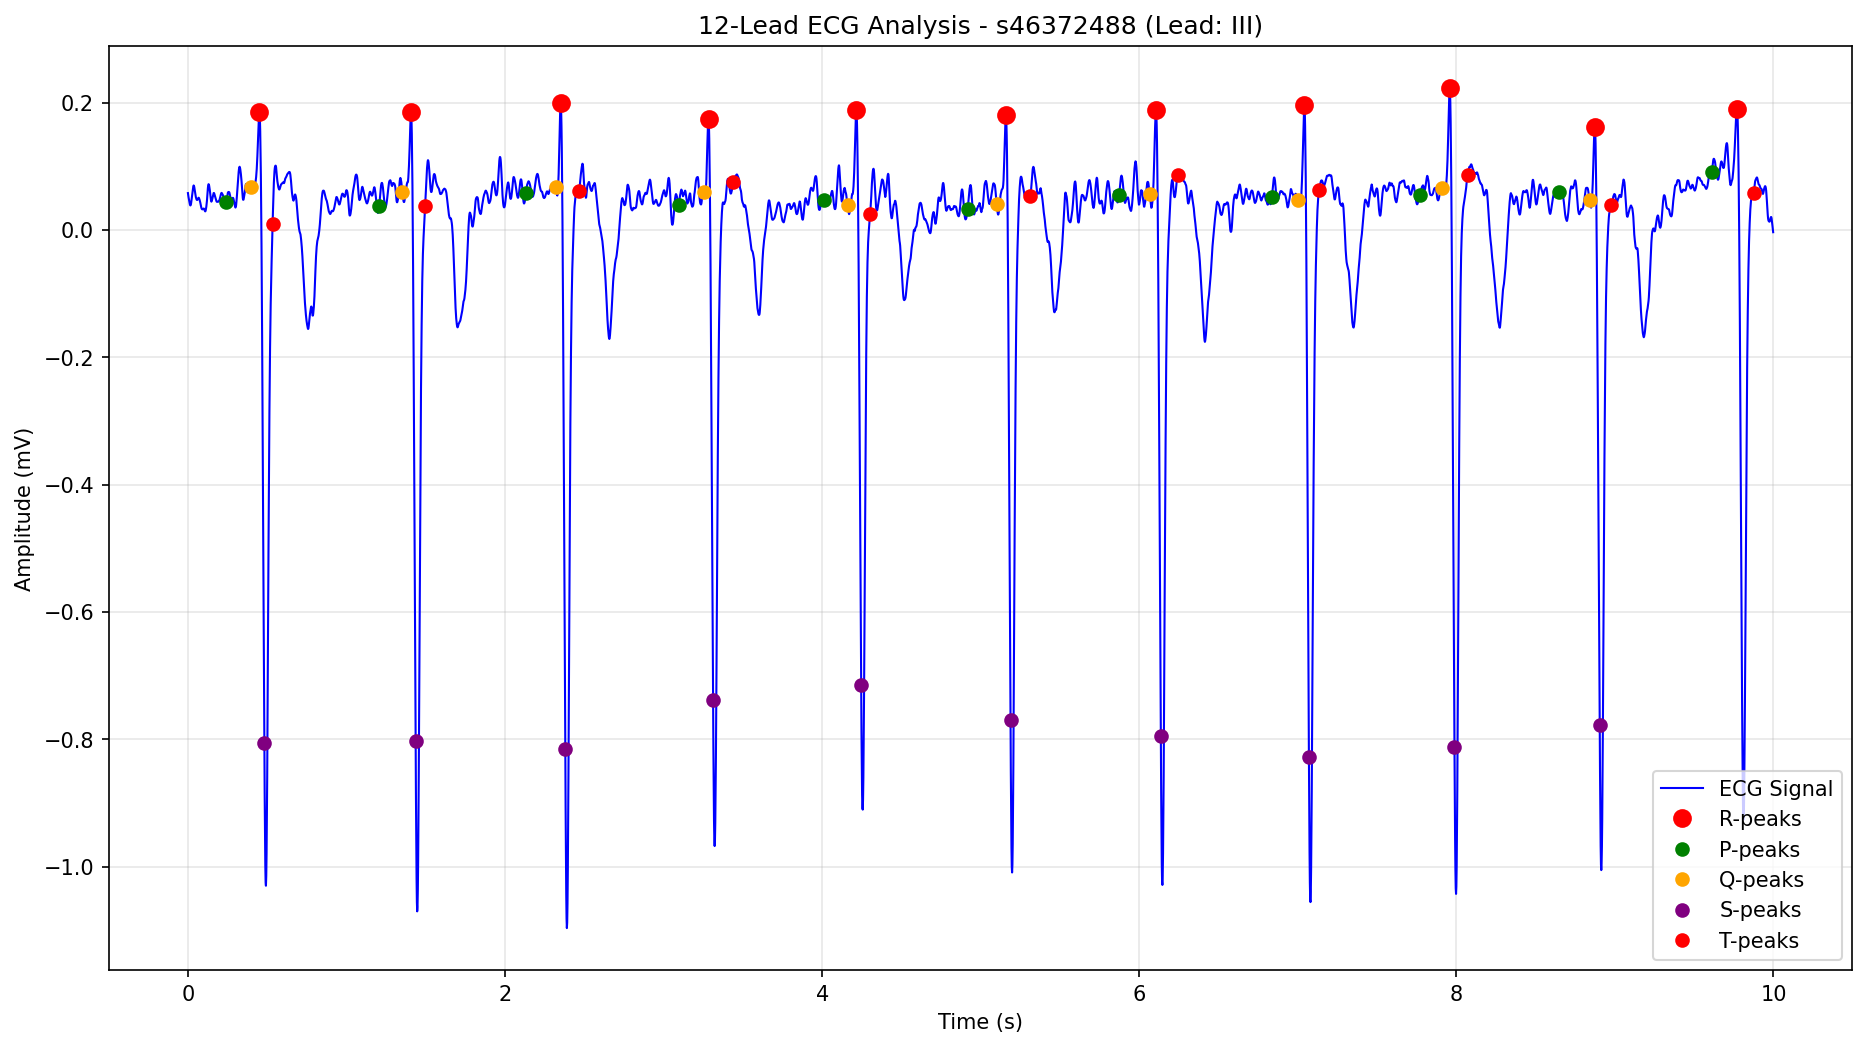 12-Lead ECG Analysis - s46372488 (Lead: III)
Amplitude (mV)
0.2
0.0
−0.2
−0.4
−0.6
−0.8
−1.0
ECG Signal
R-peaks
P-peaks
Q-peaks
S-peaks
T-peaks
0 2 4 6 8 10
Time (s)